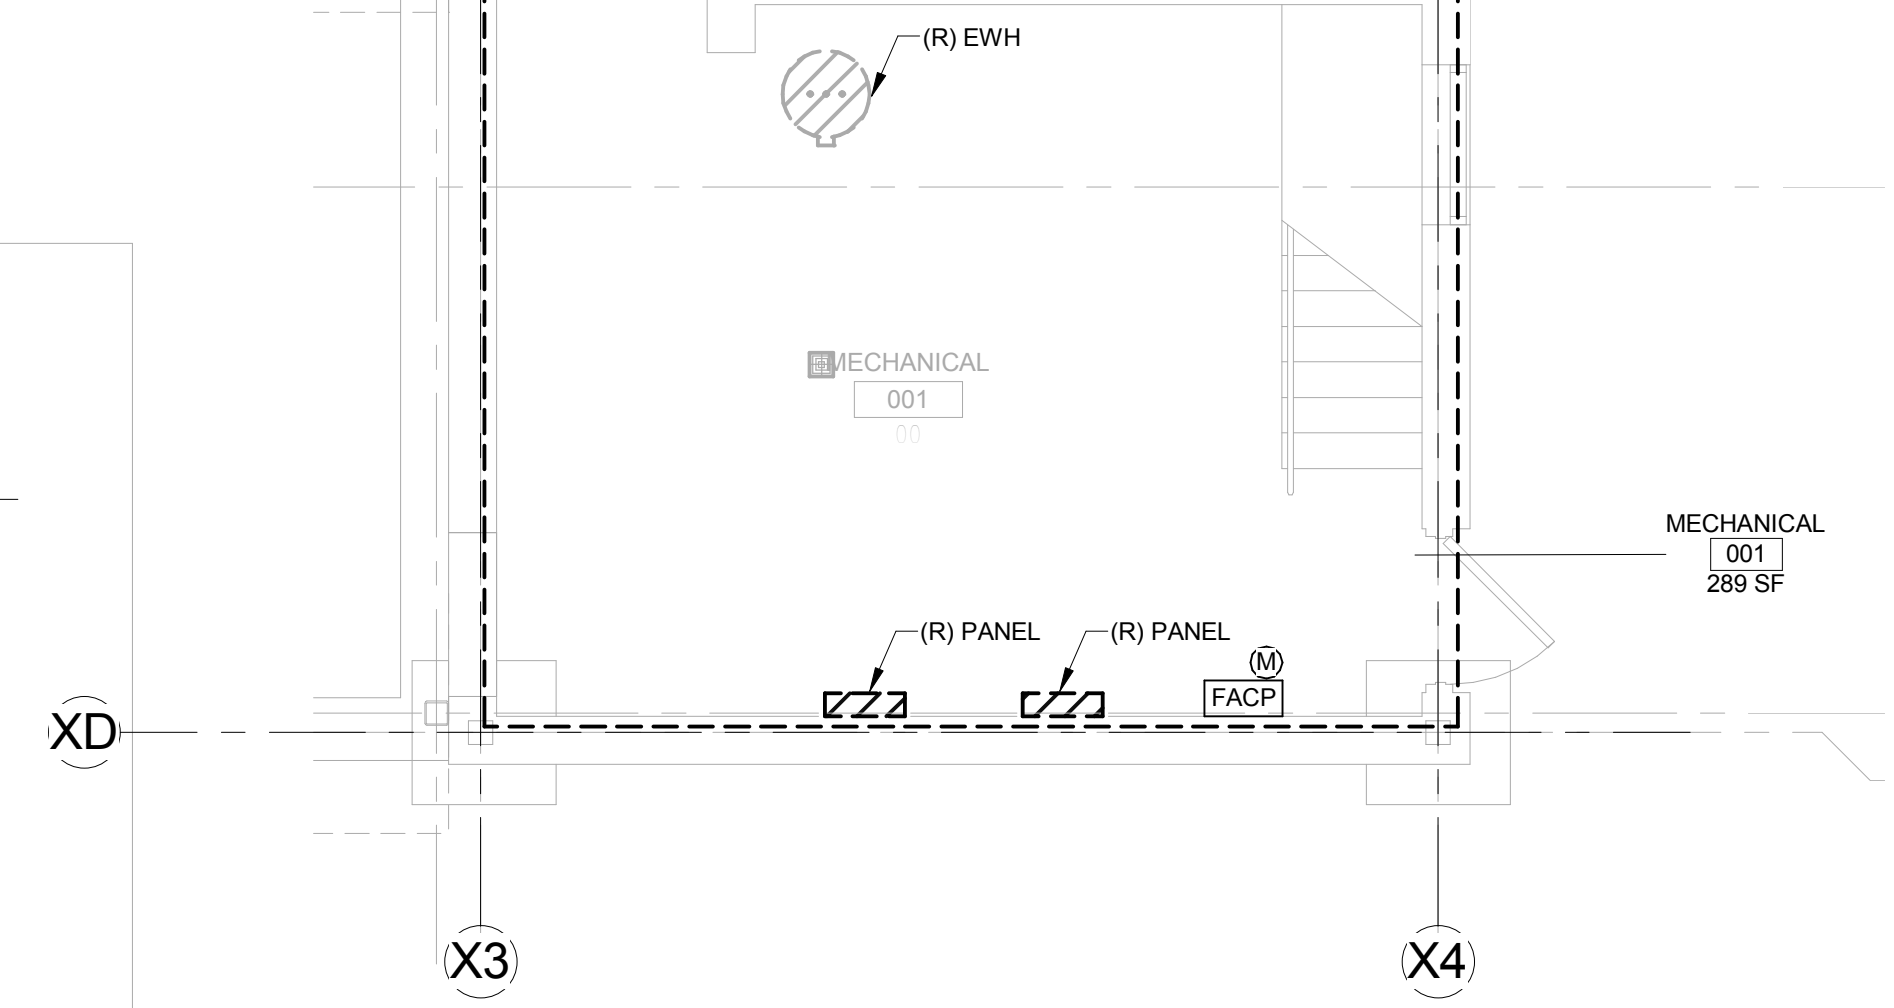 (R) EWH
MECHANICAL
001
00
MECHANICAL
001
289 SF
(R) PANEL
(R) PANEL
M
FACP
XD
X3
X4